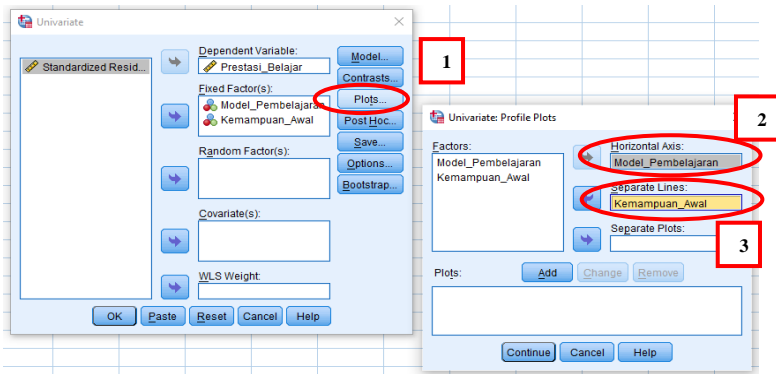 Univariate
Standardized Resid...
Dependent Variable:
Prestasi_Belajar
Fixed Factor(s):
Model_Pembelajaran
Kemampuan_Awal
Random Factor(s):
Covariate(s):
WLS Weight:
Model...
Contrasts...
Plots...
Post Hoc...
Save...
Options...
Bootstrap...
OK Paste Reset Cancel Help
1
Univariate: Profile Plots
2
Factors:
Model_Pembelajaran
Kemampuan_Awal
Horizontal Axis:
Model_Pembelajaran
Separate Lines:
Kemampuan_Awal
Separate Plots:
3
Plots:
Add Change Remove
Continue Cancel Help